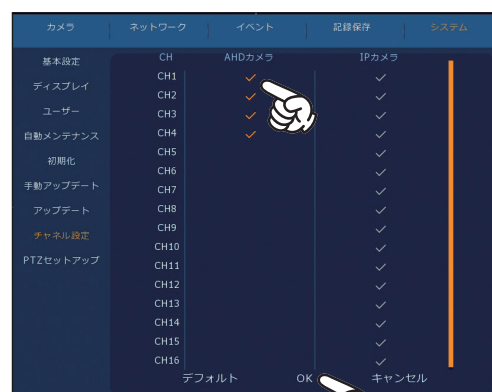 カメラ ネットワーク イベント 記録保存 システム
基本設定
ディスプレイ
ユーザー
自動メンテナンス
初期化
手動アップデート
アップデート
チャネル設定
PTZセットアップ
CH AHDカメラ IPカメラ
CH1
CH2
CH3
CH4
CH5
CH6
CH7
CH8
CH9
CH10
CH11
CH12
CH13
CH14
CH15
CH16
デフォルト OK キャンセル